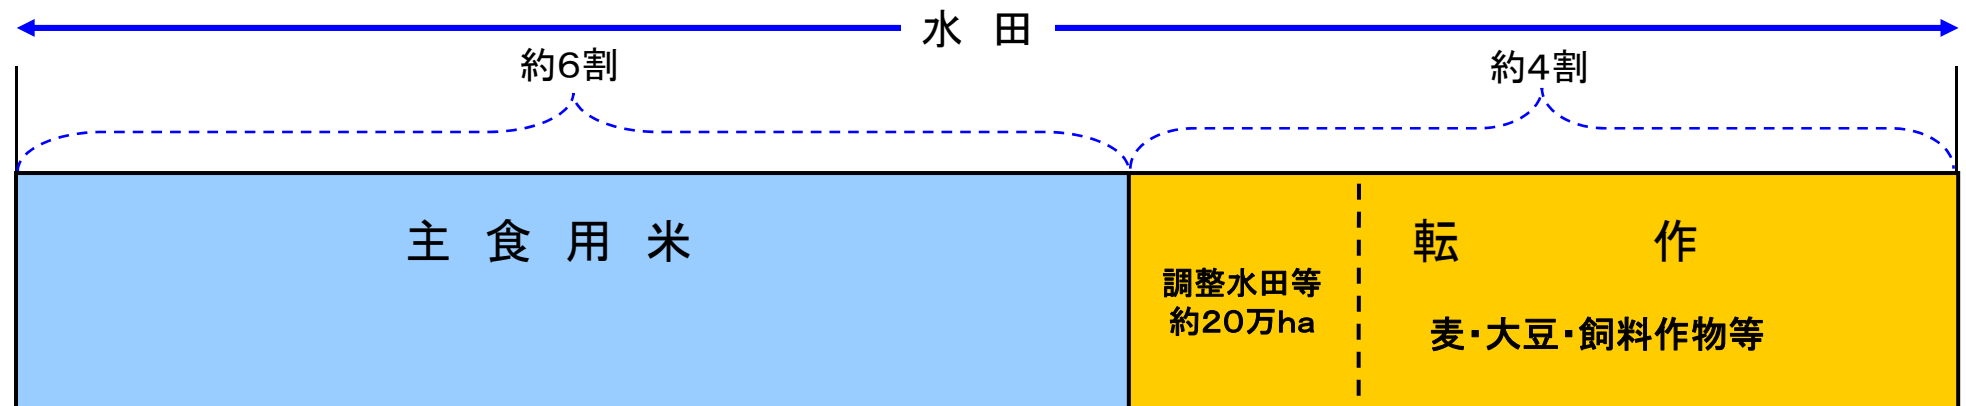 水 田
約6割
約4割
主 食 用 米
転 作
調整水田等
約20万ha
麦・大豆・飼料作物等